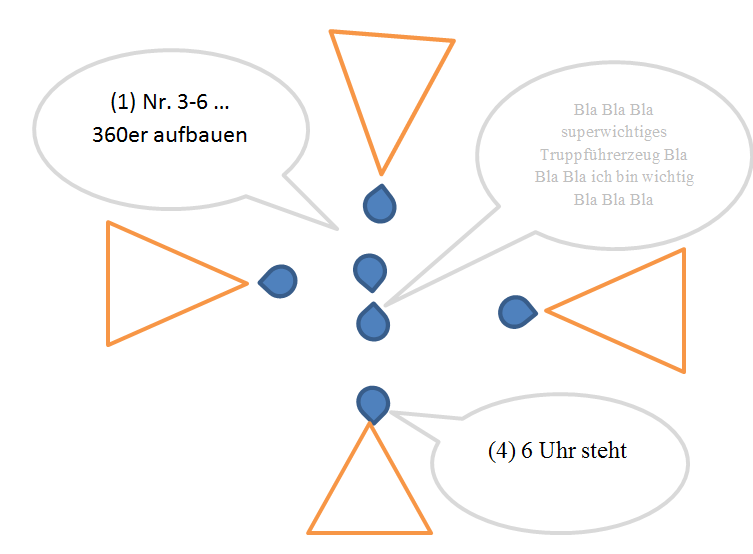 (1) Nr. 3-6 ...
360er aufbauen
Bla Bla Bla
superwichtiges
Truppführerzeug Bla
Bla Bla ich bin wichtig
Bla Bla Bla
(4) 6 Uhr steht